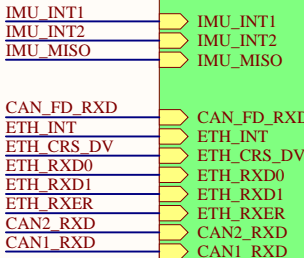 IMU_INT1 IMU_INT1
IMU_INT2 IMU_INT2
IMU_MISO IMU_MISO
CAN_FD_RXD CAN_FD_RXD
ETH_INT ETH_INT
ETH_CRS_DV ETH_CRS_DV
ETH_RXD0 ETH_RXD0
ETH_RXD1 ETH_RXD1
ETH_RXER ETH_RXER
CAN2_RXD CAN2_RXD
CAN1_RXD CAN1_RXD